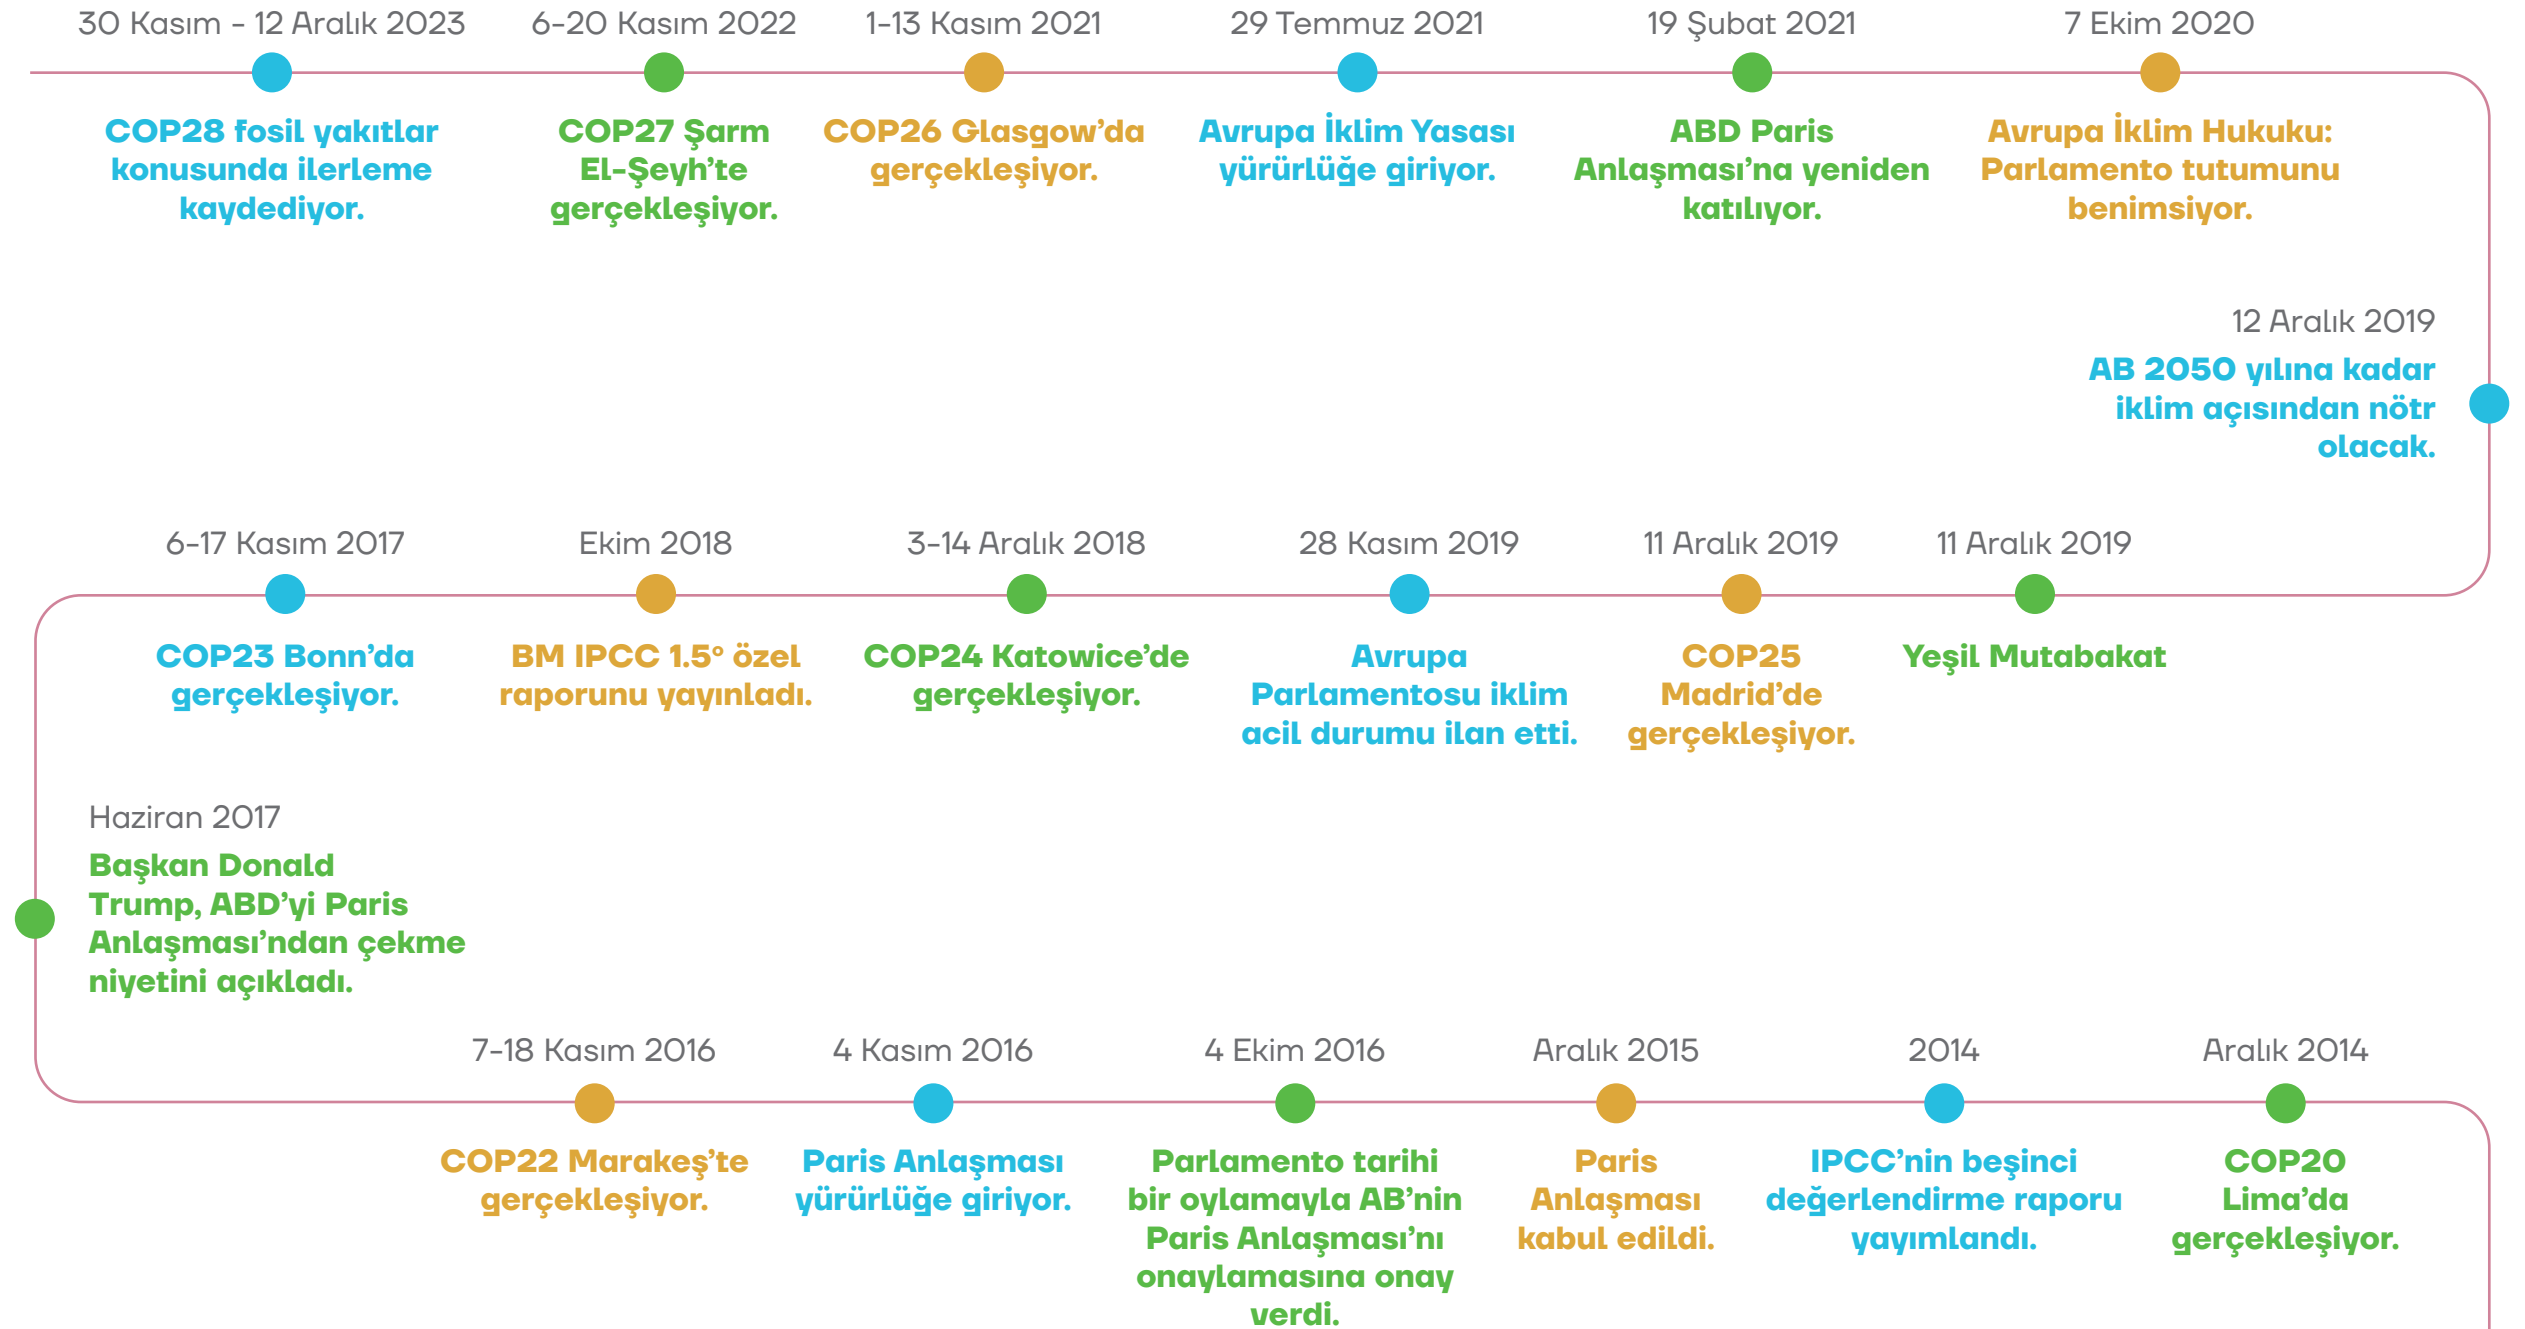 30 Kasım - 12 Aralık 2023
COP28 fosil yakıtlar
konusunda ilerleme
kaydediyor.
6-20 Kasım 2022
COP27 Şarm
El-Şeyh’te
gerçekleşiyor.
1-13 Kasım 2021
COP26 Glasgow’da
gerçekleşiyor.
29 Temmuz 2021
Avrupa İklim Yasası
yürürlüğe giriyor.
19 Şubat 2021
ABD Paris
Anlaşması’na yeniden
katılıyor.
7 Ekim 2020
Avrupa İklim Hukuku:
Parlamento tutumunu
benimsiyor.
12 Aralık 2019
AB 2050 yılına kadar
iklim açısından nötr
olacak.
6-17 Kasım 2017
COP23 Bonn’da
gerçekleşiyor.
Ekim 2018
BM IPCC 1.5° özel
raporunu yayınladı.
3-14 Aralık 2018
COP24 Katowice’de
gerçekleşiyor.
28 Kasım 2019
Avrupa
Parlamentosu iklim
acil durumu ilan etti.
11 Aralık 2019
COP25
Madrid’de
gerçekleşiyor.
11 Aralık 2019
Yeşil Mutabakat
Haziran 2017
Başkan Donald
Trump, ABD’yi Paris
Anlaşması’ndan çekme
niyetini açıkladı.
7-18 Kasım 2016
COP22 Marakeş’te
gerçekleşiyor.
4 Kasım 2016
Paris Anlaşması
yürürlüğe giriyor.
4 Ekim 2016
Parlamento tarihi
bir oylamayla AB’nin
Paris Anlaşması’nı
onaylamasına onay
verdi.
Aralık 2015
Paris
Anlaşması
kabul edildi.
2014
IPCC’nin beşinci
değerlendirme raporu
yayımlandı.
Aralık 2014
COP20
Lima’da
gerçekleşiyor.